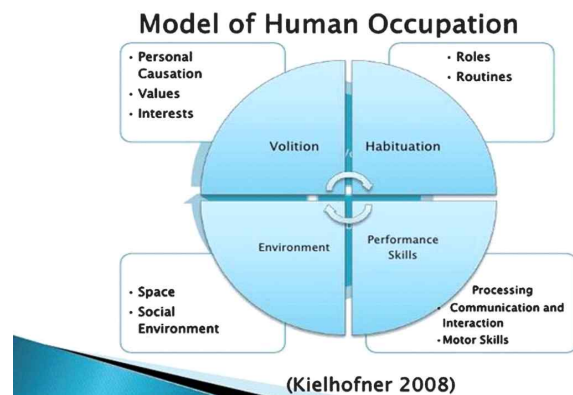 Model of Human Occupation
· Personal
Causation
· Values
· Interests
· Roles
· Routines
Volition
Habituation
Environment
Performance
Skills
· Space
· Social
Environment
Processing
· Communication and
Interaction
· Motor Skills
(Kielhofner 2008)